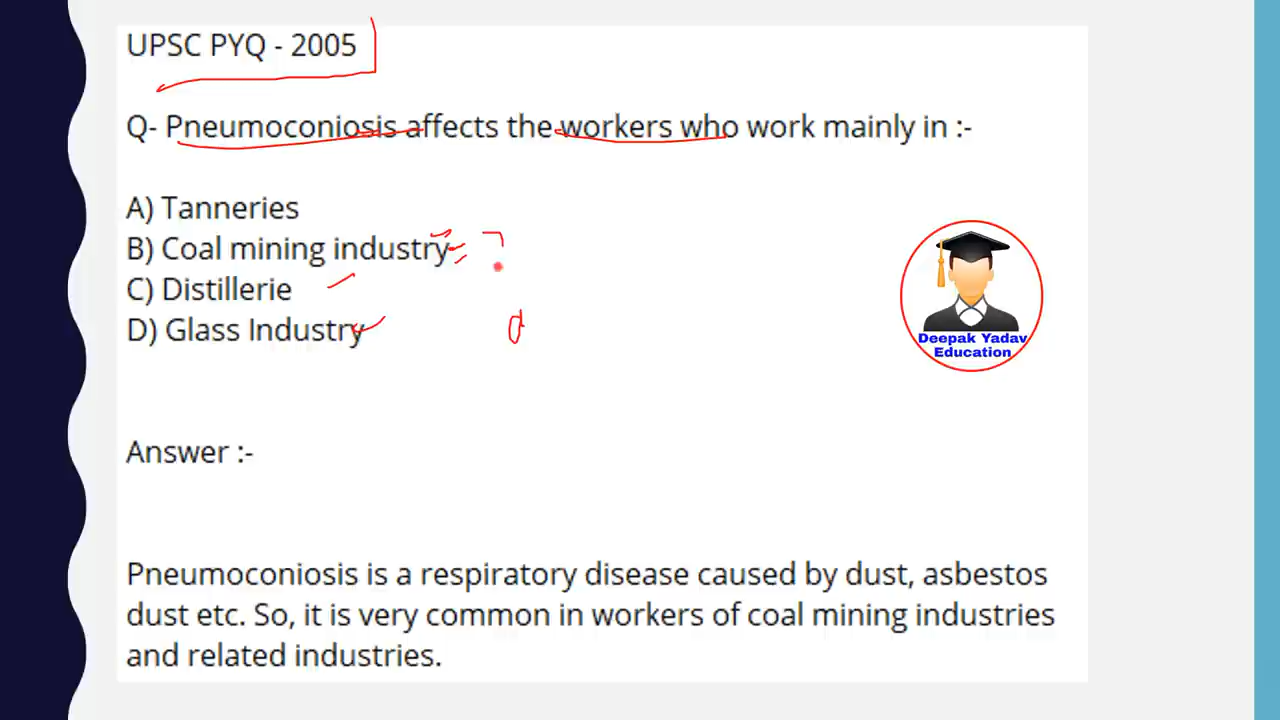 UPSC PYQ - 2005
Q- Pneumoconiosis affects the workers who work mainly in :-
A) Tanneries
B) Coal mining industry
C) Distillerie
D) Glass Industry
Deepak Yadav
Education
Answer :-
Pneumoconiosis is a respiratory disease caused by dust, asbestos
dust etc. So, it is very common in workers of coal mining industries
and related industries.